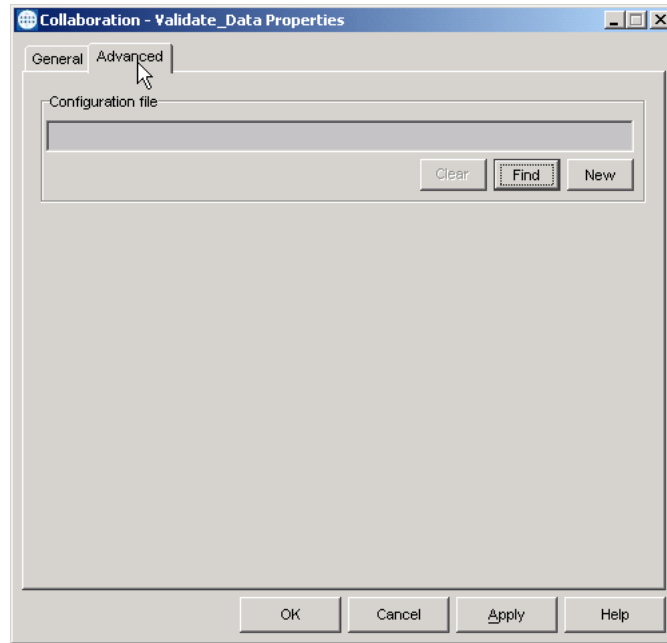 Collaboration - Validate_Data Properties
General Advanced
Configuration file
Clear Find New
OK Cancel Apply Help